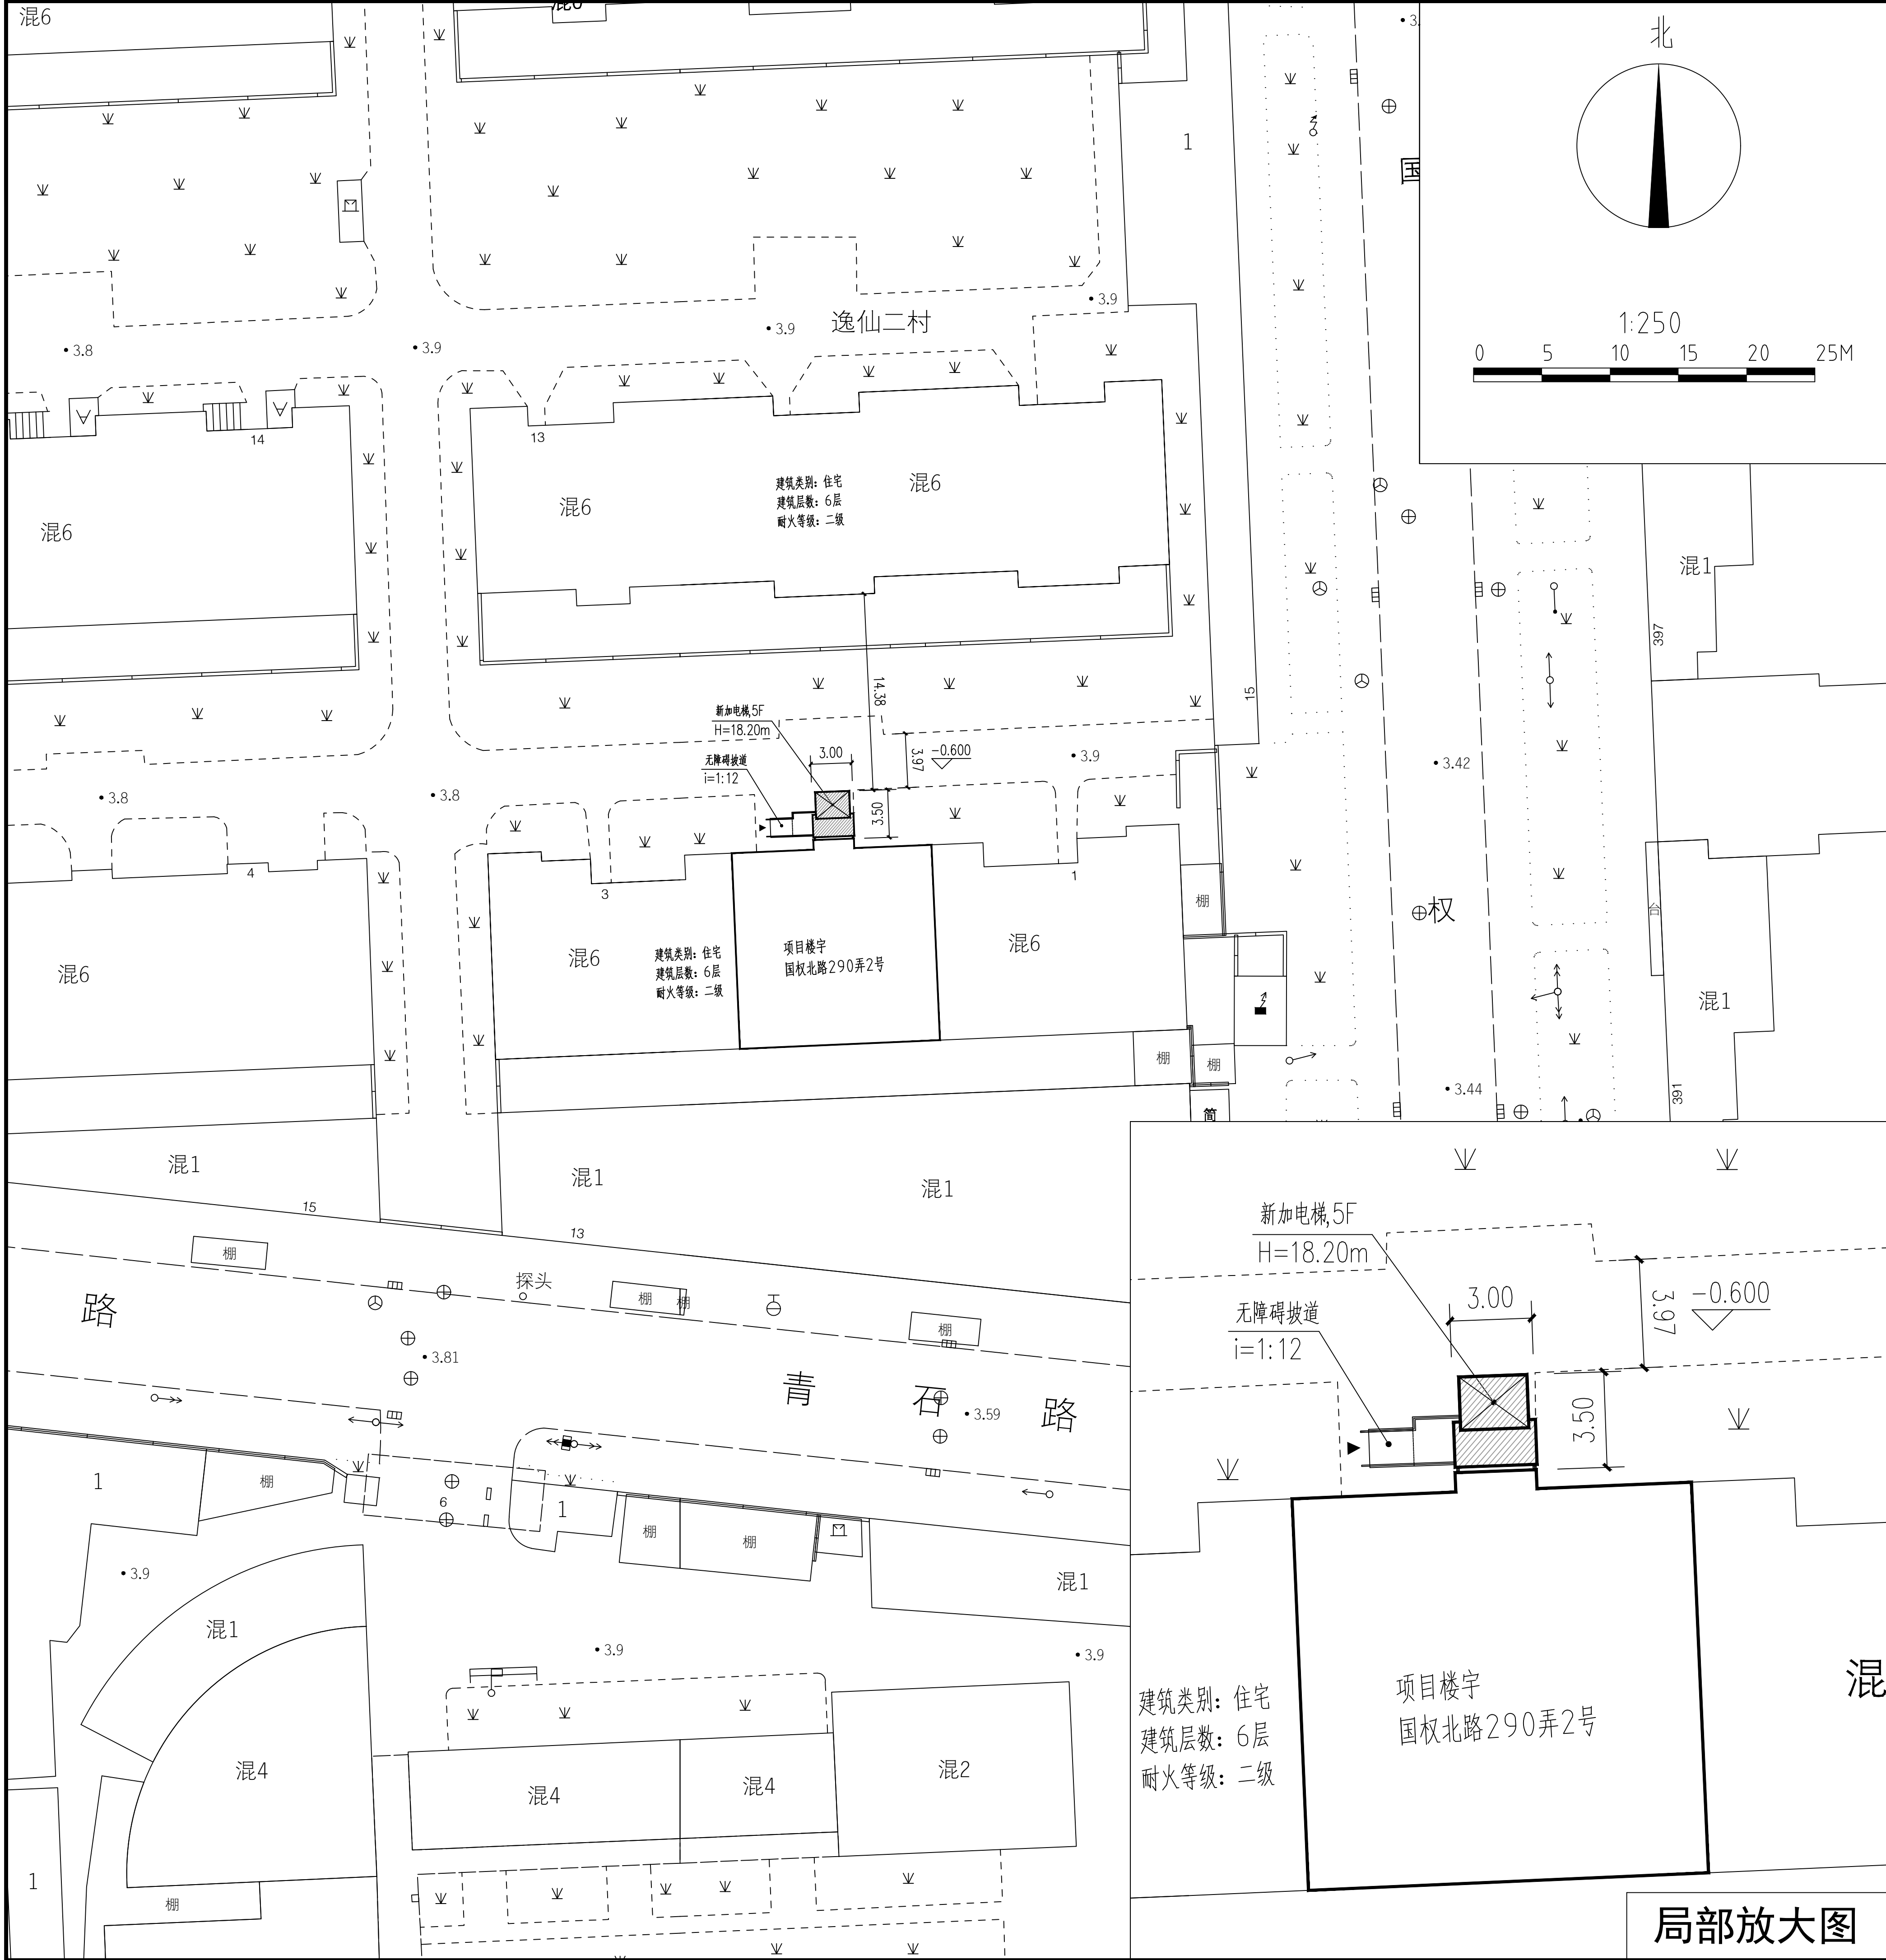 混6
混6
北
1
国
1:250
0 5 10 15 20 25M
3.9
逸仙二村
3.9
3.8
3.9
14
13
混6
混6
建筑类别: 住宅
建筑层数: 6层
耐火等级: 二级
混6
混1
397
15
14.38
新加电梯,5F
H=18.20m
无障碍坡道
i=1:12
3.00
3.97
-0.600
3.9
3.42
3.8
3.8
3.50
4
3
1
棚
权
台
混6
混6
建筑类别: 住宅
建筑层数: 6层
耐火等级: 二级
项目楼宇
国权北路290弄2号
混6
混1
棚
棚
3.44
391
简
混1
混1
混1
15
13
棚
探头
棚
棚
棚
路
3.81
青石路
3.59
1
棚
6
1
棚
棚
3.9
混1
混1
3.9
3.9
混4
混4
混4
混2
1
棚
新加电梯,5F
H=18.20m
无障碍坡道
i=1:12
3.00
3.97
-0.600
3.50
建筑类别: 住宅
建筑层数: 6层
耐火等级: 二级
项目楼宇
国权北路290弄2号
混
局部放大图